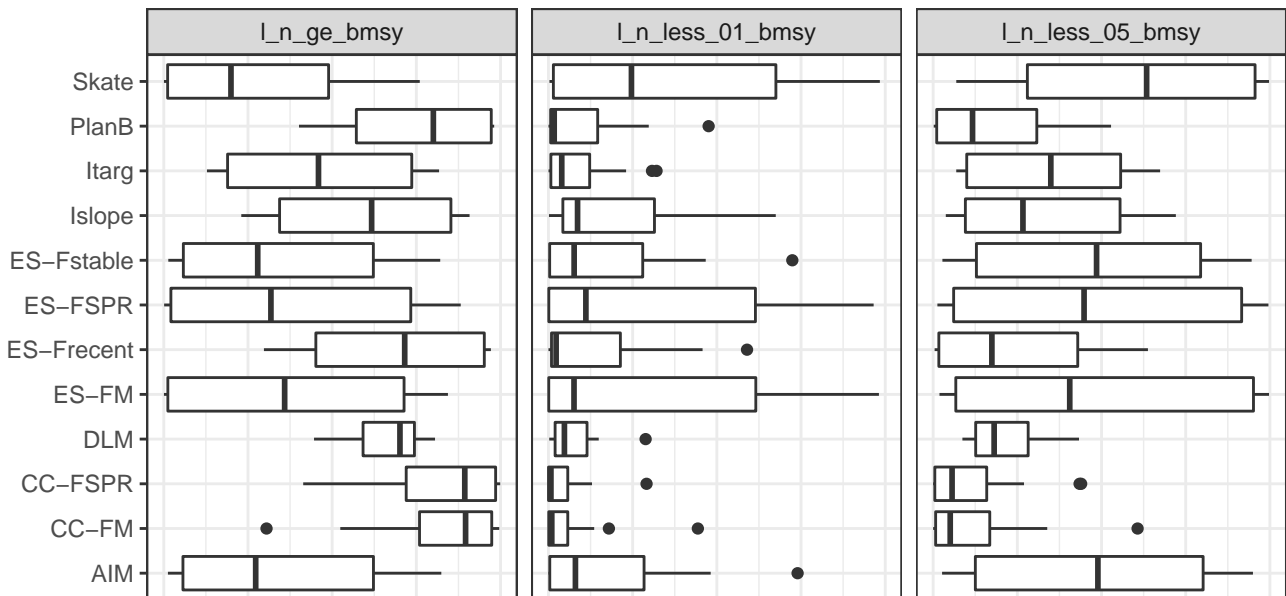 l_n_ge_bmsy l_n_less_01_bmsy l_n_less_05_bmsy
Skate
PlanB
Itarg
Islope
ES−Fstable
ES−FSPR
ES−Frecent
ES−FM
DLM
CC−FSPR
CC−FM
AIM